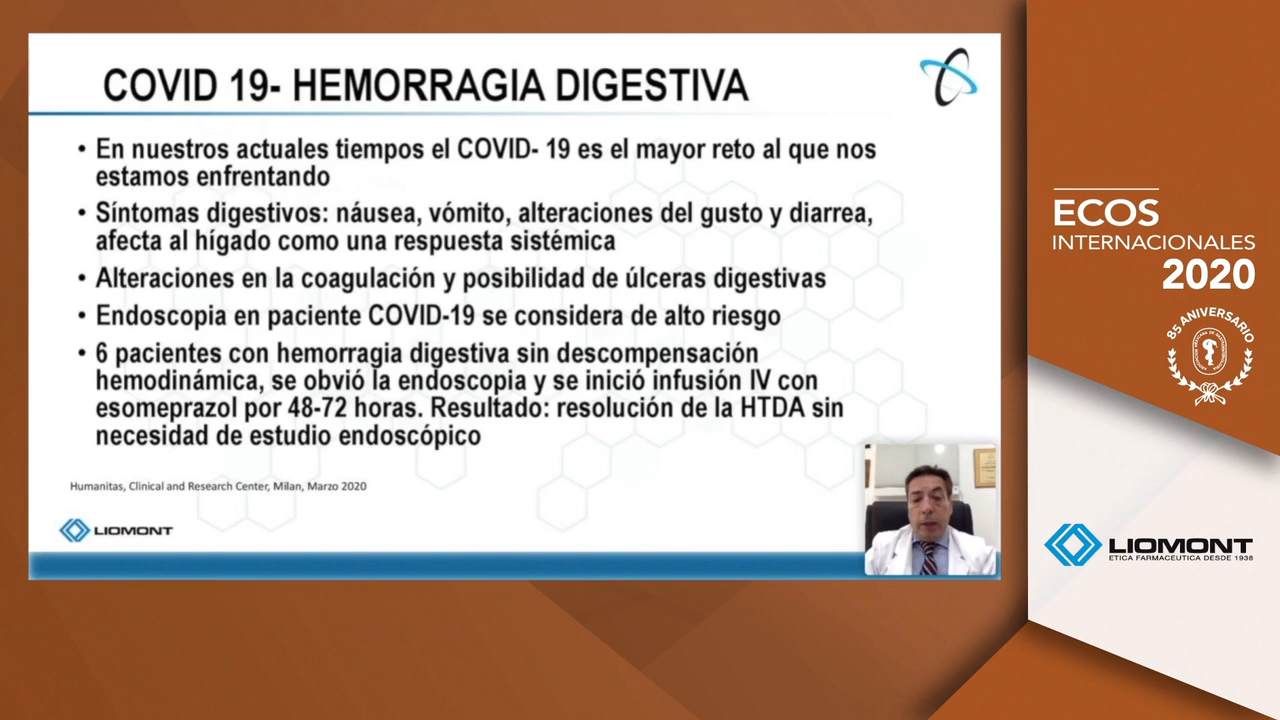 COVID 19- HEMORRAGIA DIGESTIVA
• En nuestros actuales tiempos el COVID- 19 es el mayor reto al que nos
estamos enfrentando
• Síntomas digestivos: náusea, vómito, alteraciones del gusto y diarrea,
afecta al hígado como una respuesta sistémica
• Alteraciones en la coagulación y posibilidad de úlceras digestivas
• Endoscopia en paciente COVID-19 se considera de alto riesgo
• 6 pacientes con hemorragia digestiva sin descompensación
hemodinámica, se obvió la endoscopia y se inició infusión IV con
esomeprazol por 48-72 horas. Resultado: resolución de la HTDA sin
necesidad de estudio endoscópico
Humanitas, Clinical and Research Center, Milan, Marzo 2020
LIOMONT
ECOS
INTERNACIONALES
2020
85 ANIVERSARIO
LIOMONT
ETICA FARMACEUTICA DESDE 1938